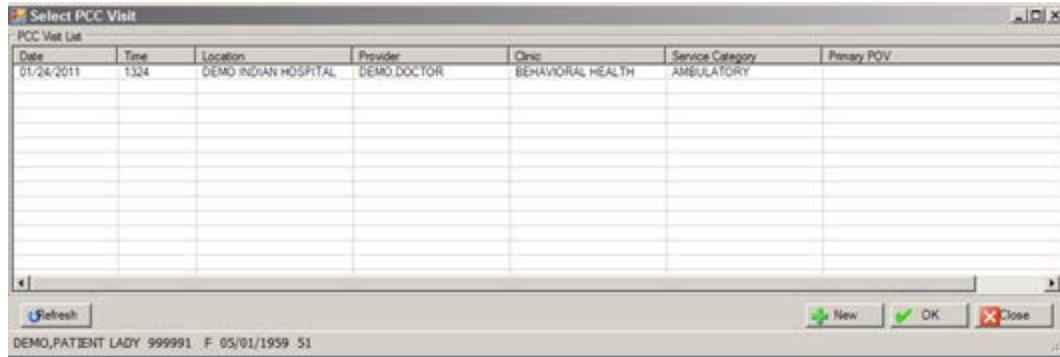 Select PCC Visit
PCC Visit List
Date Time Location Provider Clinic Service Category Primary POV
01/24/2011 1324 DEMO INDIAN HOSPITAL DEMO,DOCTOR BEHAVIORAL HEALTH AMBULATORY
Refresh New OK Close
DEMO,PATIENT LADY 999991 F 05/01/1959 51